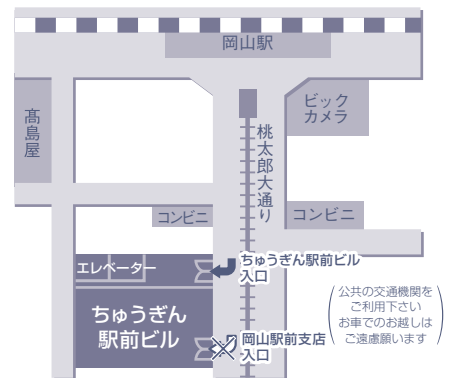 岡山駅
髙島屋
ビック
カメラ
桃太郎大通り
コンビニ
コンビニ
エレベーター
ちゅうぎん駅前ビル
入口
ちゅうぎん
駅前ビル
岡山駅前支店
入口
公共の交通機関を
ご利用下さい
お車でのお越しは
ご遠慮願います